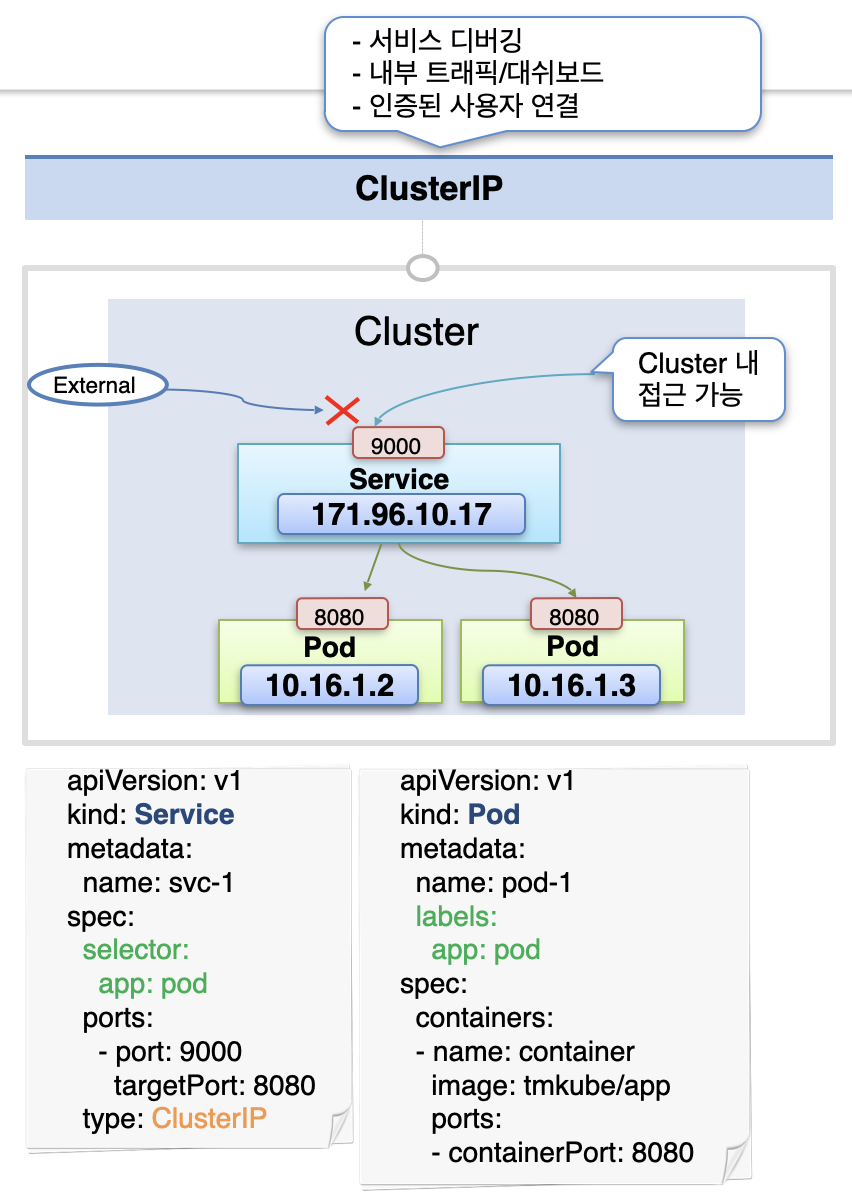 - 서비스 디버깅
- 내부 트래픽/대쉬보드
- 인증된 사용자 연결
ClusterIP
Cluster
External
Cluster 내
접근 가능
9000
Service
171.96.10.17
8080
Pod
10.16.1.2
8080
Pod
10.16.1.3
apiVersion: v1
kind: Service
metadata:
name: svc-1
spec:
selector:
app: pod
ports:
- port: 9000
targetPort: 8080
type: ClusterIP
apiVersion: v1
kind: Pod
metadata:
name: pod-1
labels:
app: pod
spec:
containers:
- name: container
image: tmkube/app
ports:
- containerPort: 8080